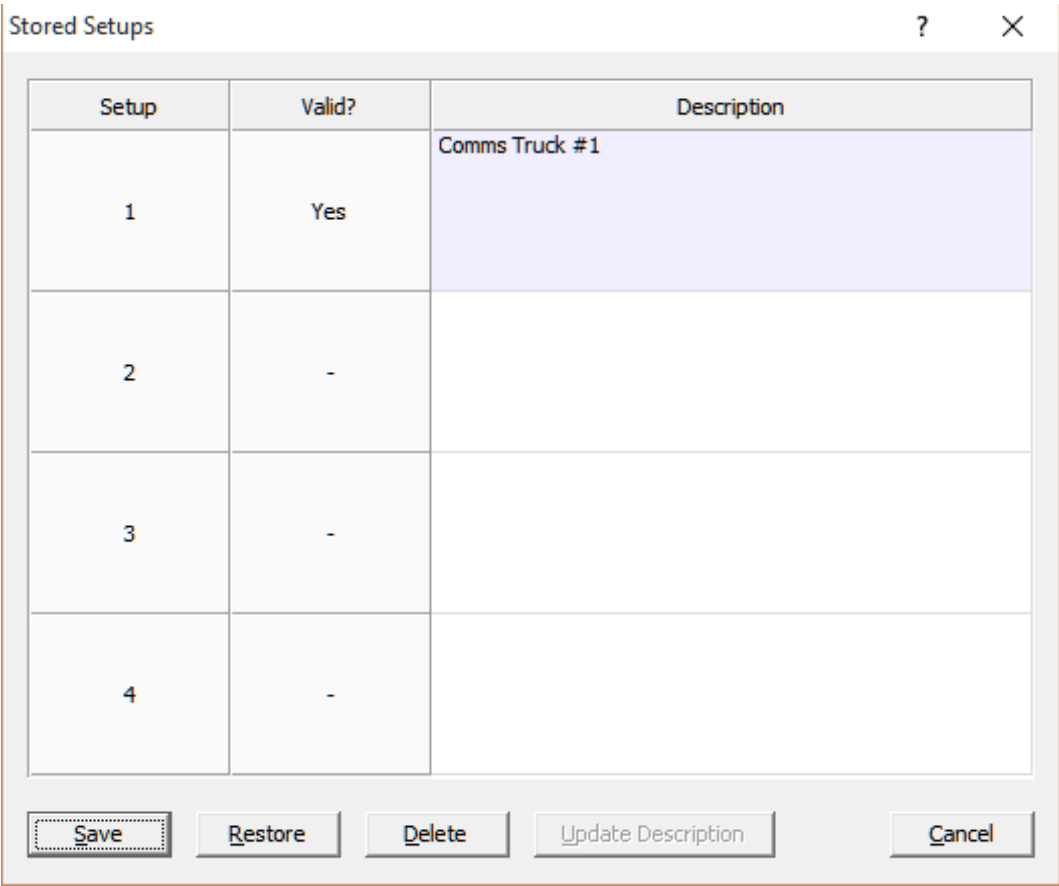 Stored Setups ? X
Setup Valid? Description
1 Yes Comms Truck #1
2 -
3 -
4 -
Save Restore Delete Update Description Cancel